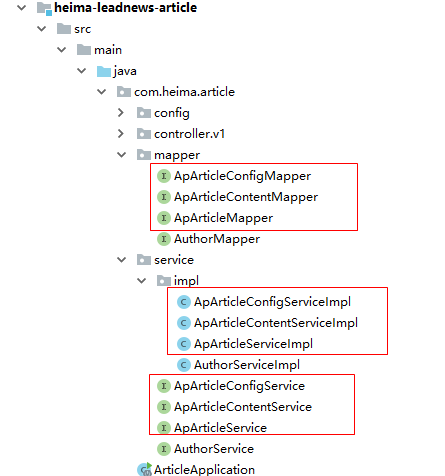 heima-leadnews-article
src
main
java
com.heima.article
config
controller.v1
mapper
I ApArticleConfigMapper
I ApArticleContentMapper
I ApArticleMapper
I AuthorMapper
service
impl
C ApArticleConfigServiceImpl
C ApArticleContentServiceImpl
C ApArticleServiceImpl
C AuthorServiceImpl
I ApArticleConfigService
I ApArticleContentService
I ApArticleService
I AuthorService
ArticleApplication